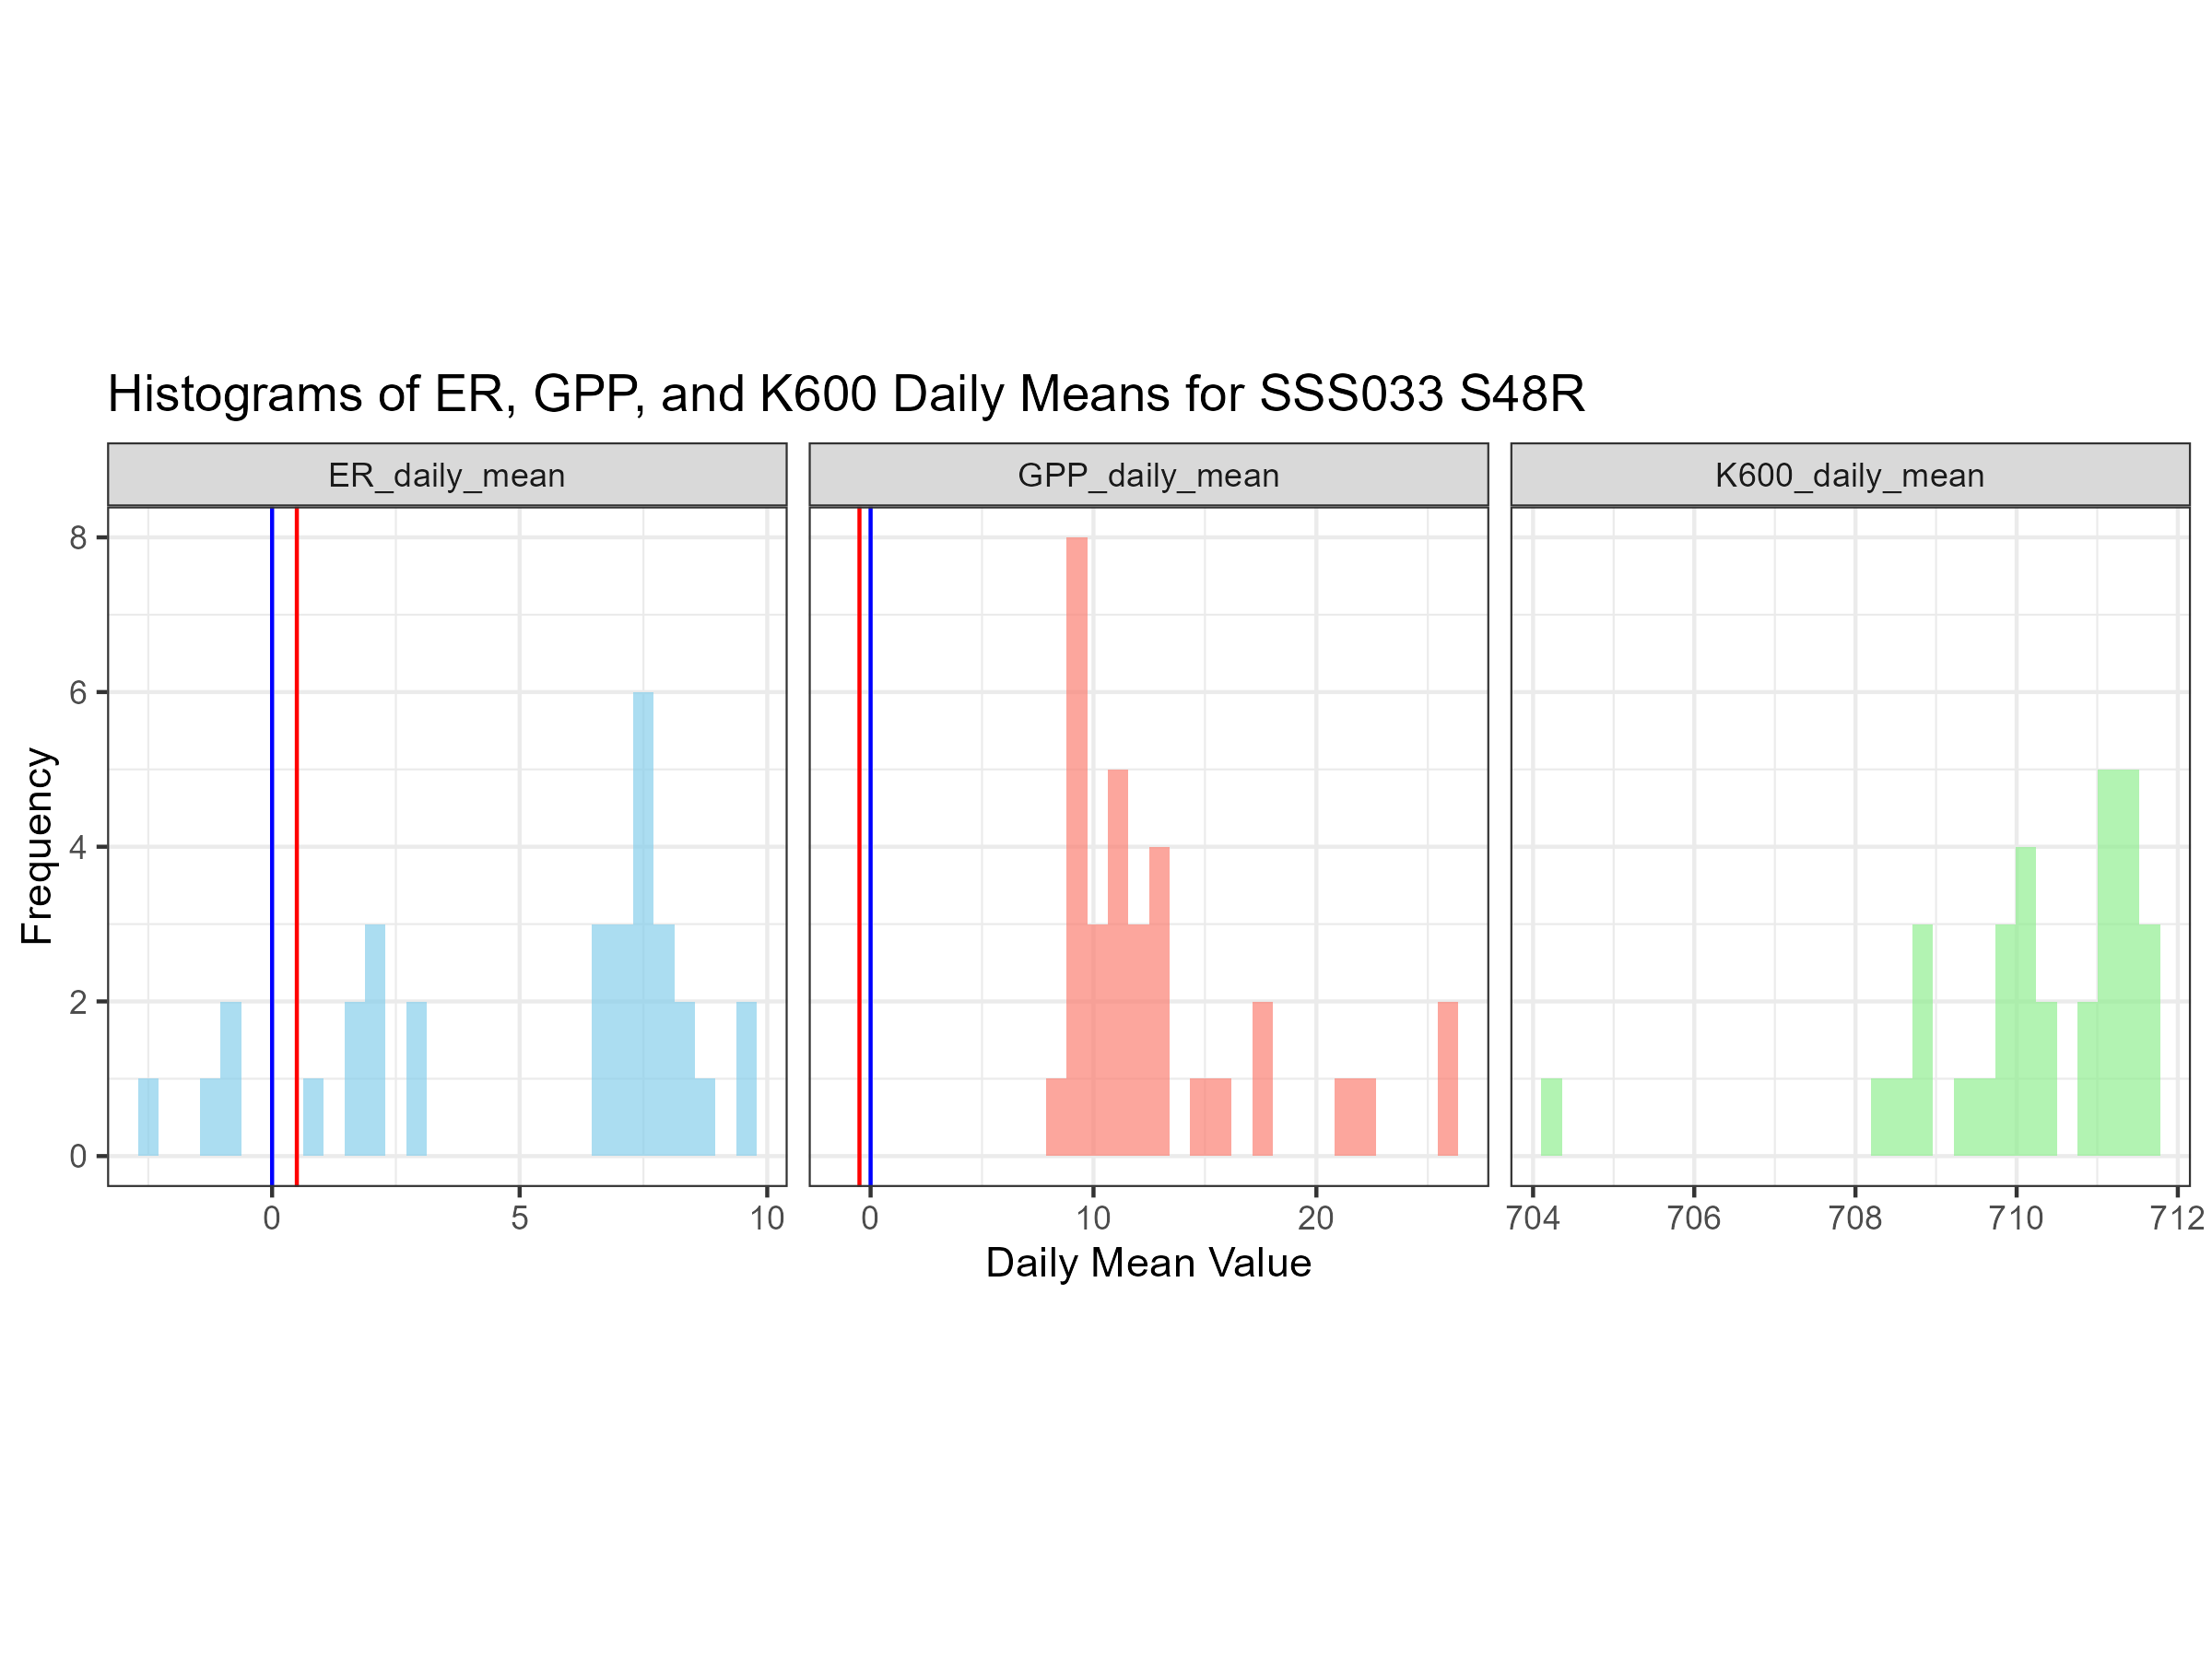 Histograms of ER, GPP, and K600 Daily Means for SSS033 S48R
ER_daily_mean GPP_daily_mean K600_daily_mean
8
6
4
2
0
Frequency
0 5 10 0 10 20 704 706 708 710 712
Daily Mean Value